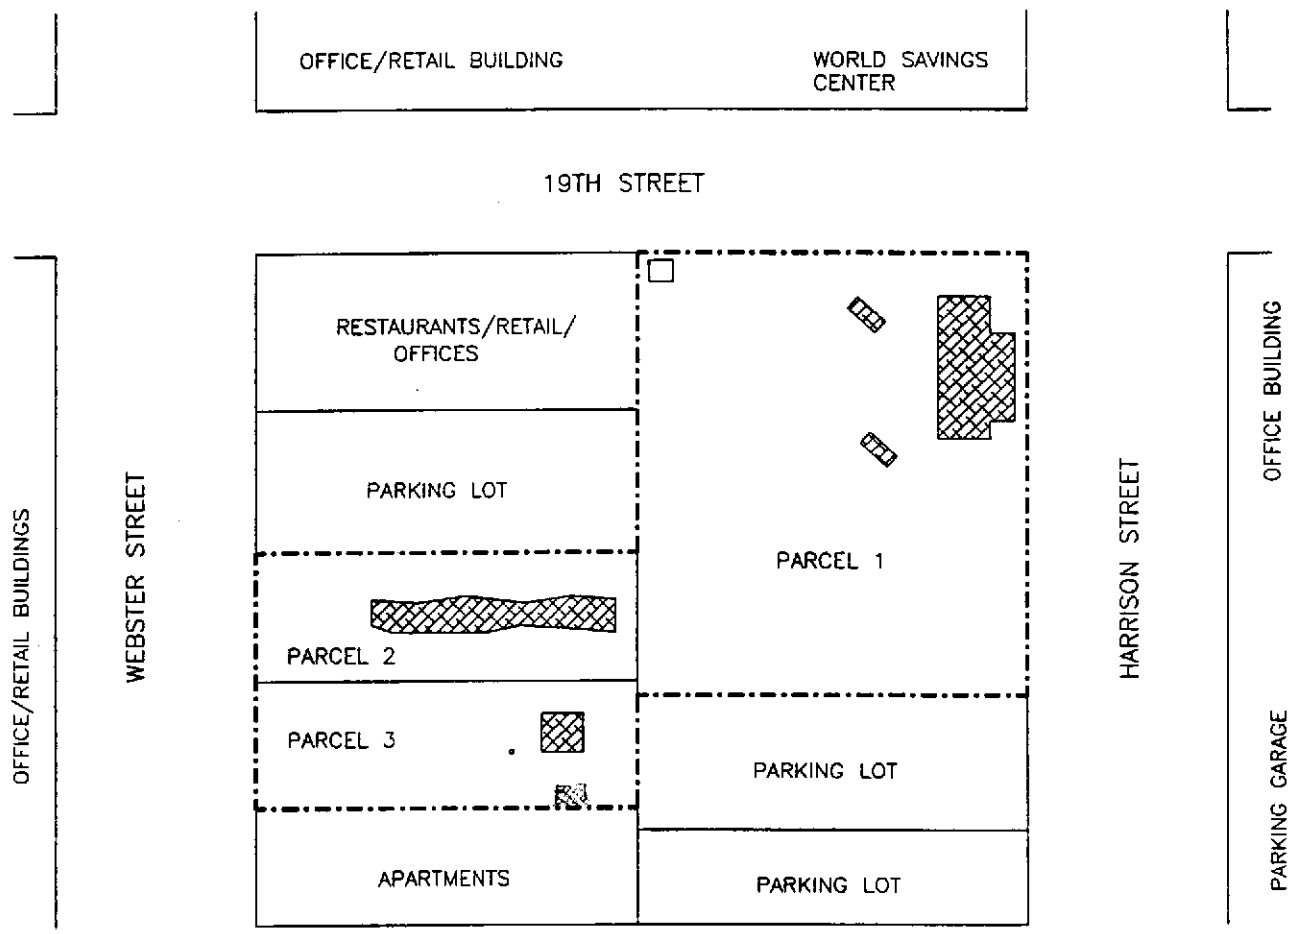 OFFICE/RETAIL BUILDING
WORLD SAVINGS
CENTER
19TH STREET
RESTAURANTS/RETAIL/
OFFICES
PARKING LOT
PARCEL 1
PARCEL 2
PARCEL 3
PARKING LOT
APARTMENTS
PARKING LOT
OFFICE/RETAIL BUILDINGS
WEBSTER STREET
HARRISON STREET
OFFICE BUILDING
PARKING GARAGE